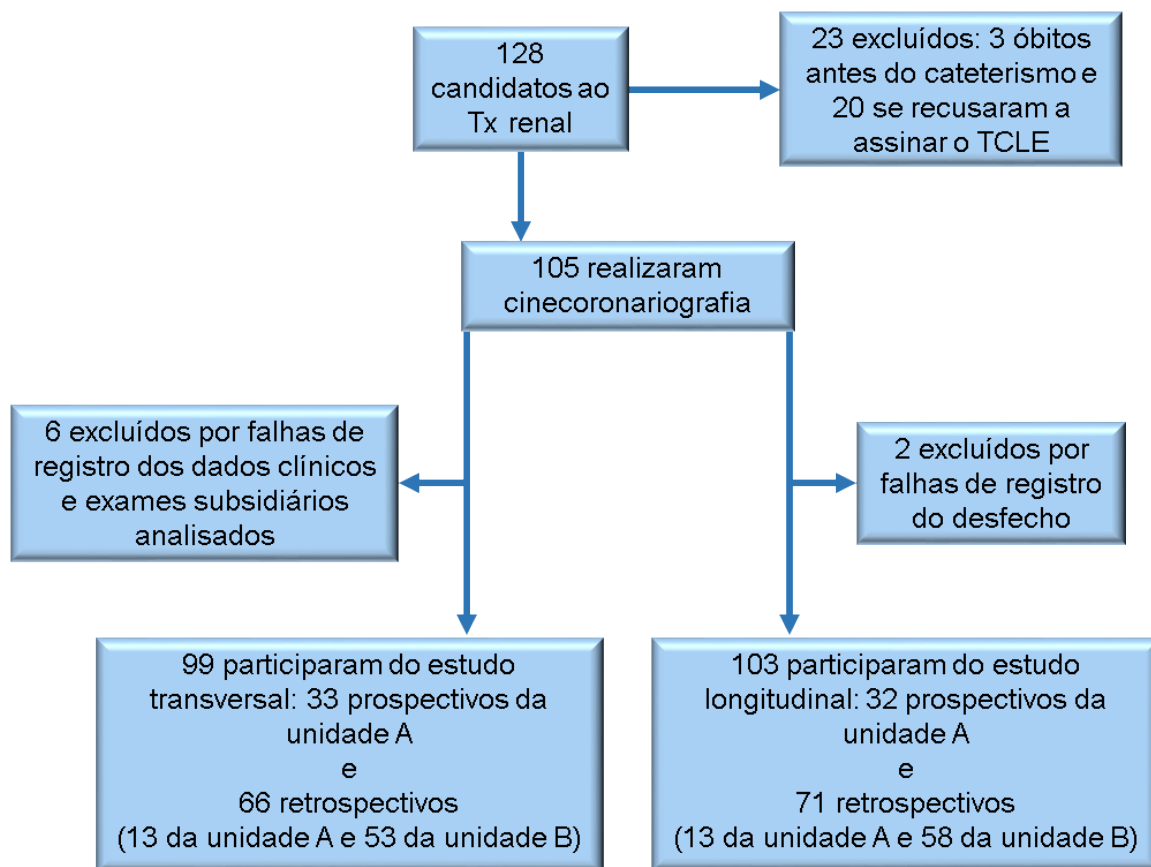 128
candidatos ao
Tx renal
23 excluídos: 3 óbitos
antes do cateterismo e
20 se recusaram a
assinar o TCLE
105 realizaram
cinecoronariografia
6 excluídos por falhas de
registro dos dados clínicos
e exames subsidiários
analisados
2 excluídos por
falhas de registro
do desfecho
99 participaram do estudo
transversal: 33 prospectivos da
unidade A
e
66 retrospectivos
(13 da unidade A e 53 da unidade B)
103 participaram do estudo
longitudinal: 32 prospectivos da
unidade A
e
71 retrospectivos
(13 da unidade A e 58 da unidade B)